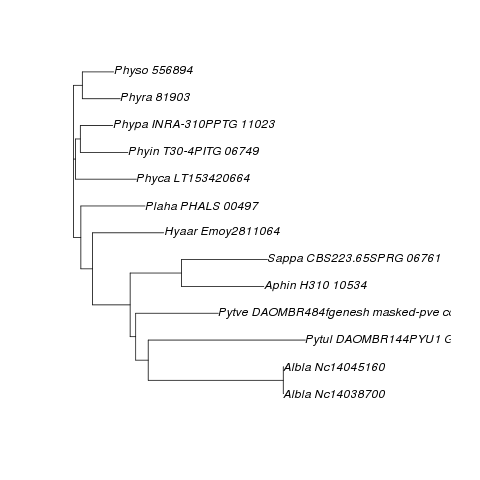 Physo 556894
Phyra 81903
Phypa INRA-310PPTG 11023
Phyin T30-4PITG 06749
Phyca LT153420664
Plaha PHALS 00497
Hyaar Emoy2811064
Sappa CBS223.65SPRG 06761
Aphin H310 10534
Pytve DAOMBR484fgenesh masked-pve
Pytul DAOMBR144PYU1
Albla Nc14045160
Albla Nc14038700